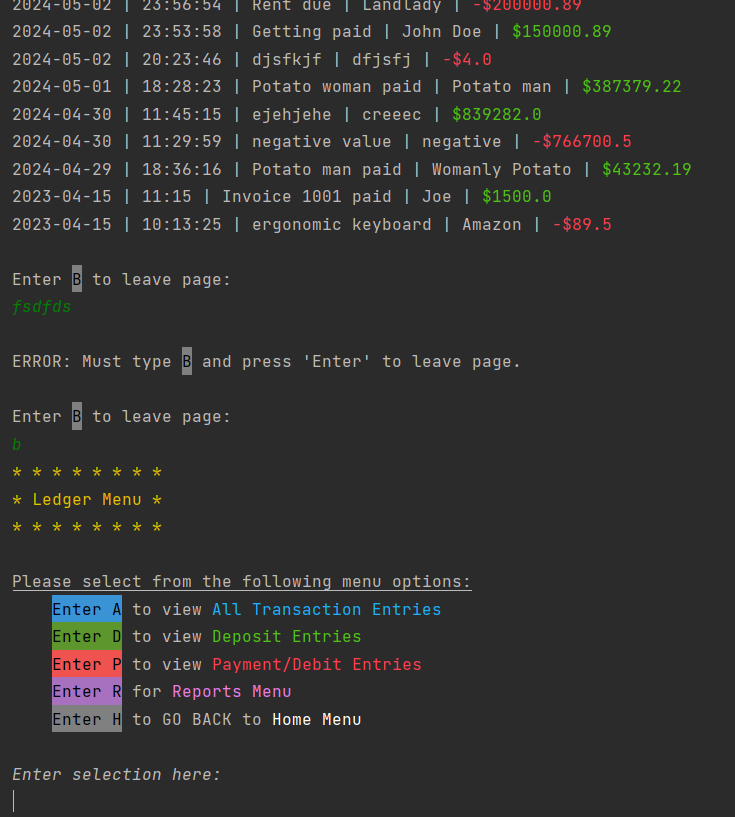 2024-05-02 | 23:56:54 | Rent due | Landlady | -$200000.89
2024-05-02 | 23:53:58 | Getting paid | John Doe | $150000.89
2024-05-02 | 20:23:46 | djsfkjf | dfjsfj | -$4.0
2024-05-01 | 18:28:23 | Potato woman paid | Potato man | $387379.22
2024-04-30 | 11:45:15 | ejehjehe | creeec | $839282.0
2024-04-30 | 11:29:59 | negative value | negative | -$766700.5
2024-04-29 | 18:36:16 | Potato man paid | Womanly Potato | $43232.19
2023-04-15 | 11:15 | Invoice 1001 paid | Joe | $1500.0
2023-04-15 | 10:13:25 | ergonomic keyboard | Amazon | -$89.5
Enter B to leave page:
fsdfds
ERROR: Must type B and press 'Enter' to leave page.
Enter B to leave page:
b
* * * * * * * *
* Ledger Menu *
* * * * * * * *
Please select from the following menu options:
Enter A to view All Transaction Entries
Enter D to view Deposit Entries
Enter P to view Payment/Debit Entries
Enter R for Reports Menu
Enter H to GO BACK to Home Menu
Enter selection here: